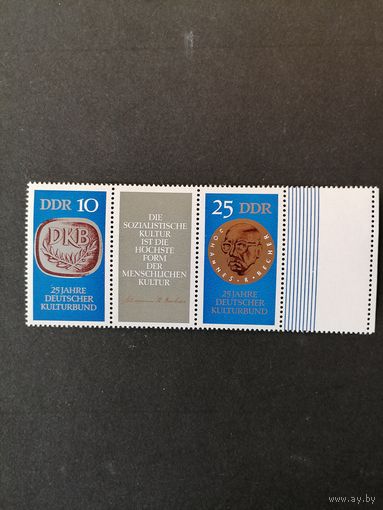 DDR 10
DKB
25 JAHRE
DEUTSCHER
KULTURBUND
DIE
SOZIALISTISCHE
KULTUR
IST DIE
HÖCHSTE
FORM
DER
MENSCHLICHEN
KULTUR
25 DDR
JOHANNES · R · BECHER
25 JAHRE
DEUTSCHER
KULTURBUND
www.ay.by